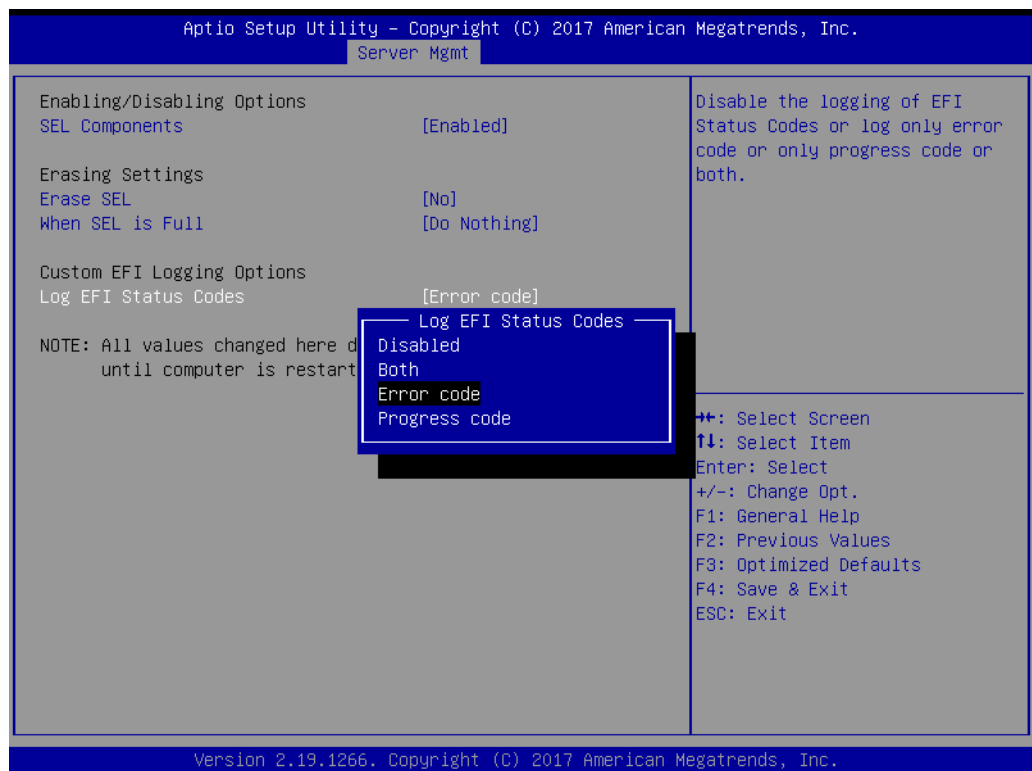 Aptio Setup Utility – Copyright (C) 2017 American Megatrends, Inc.
Server Mgmt
Enabling/Disabling Options
SEL Components [Enabled]
Erasing Settings
Erase SEL [No]
When SEL is Full [Do Nothing]
Custom EFI Logging Options
Log EFI Status Codes [Error code]
NOTE: All values changed here d
until computer is restart
Log EFI Status Codes
Disabled
Both
Error code
Progress code
Disable the logging of EFI
Status Codes or log only error
code or only progress code or
both.
→←: Select Screen
↑↓: Select Item
Enter: Select
+/-: Change Opt.
F1: General Help
F2: Previous Values
F3: Optimized Defaults
F4: Save & Exit
ESC: Exit
Version 2.19.1266. Copyright (C) 2017 American Megatrends, Inc.